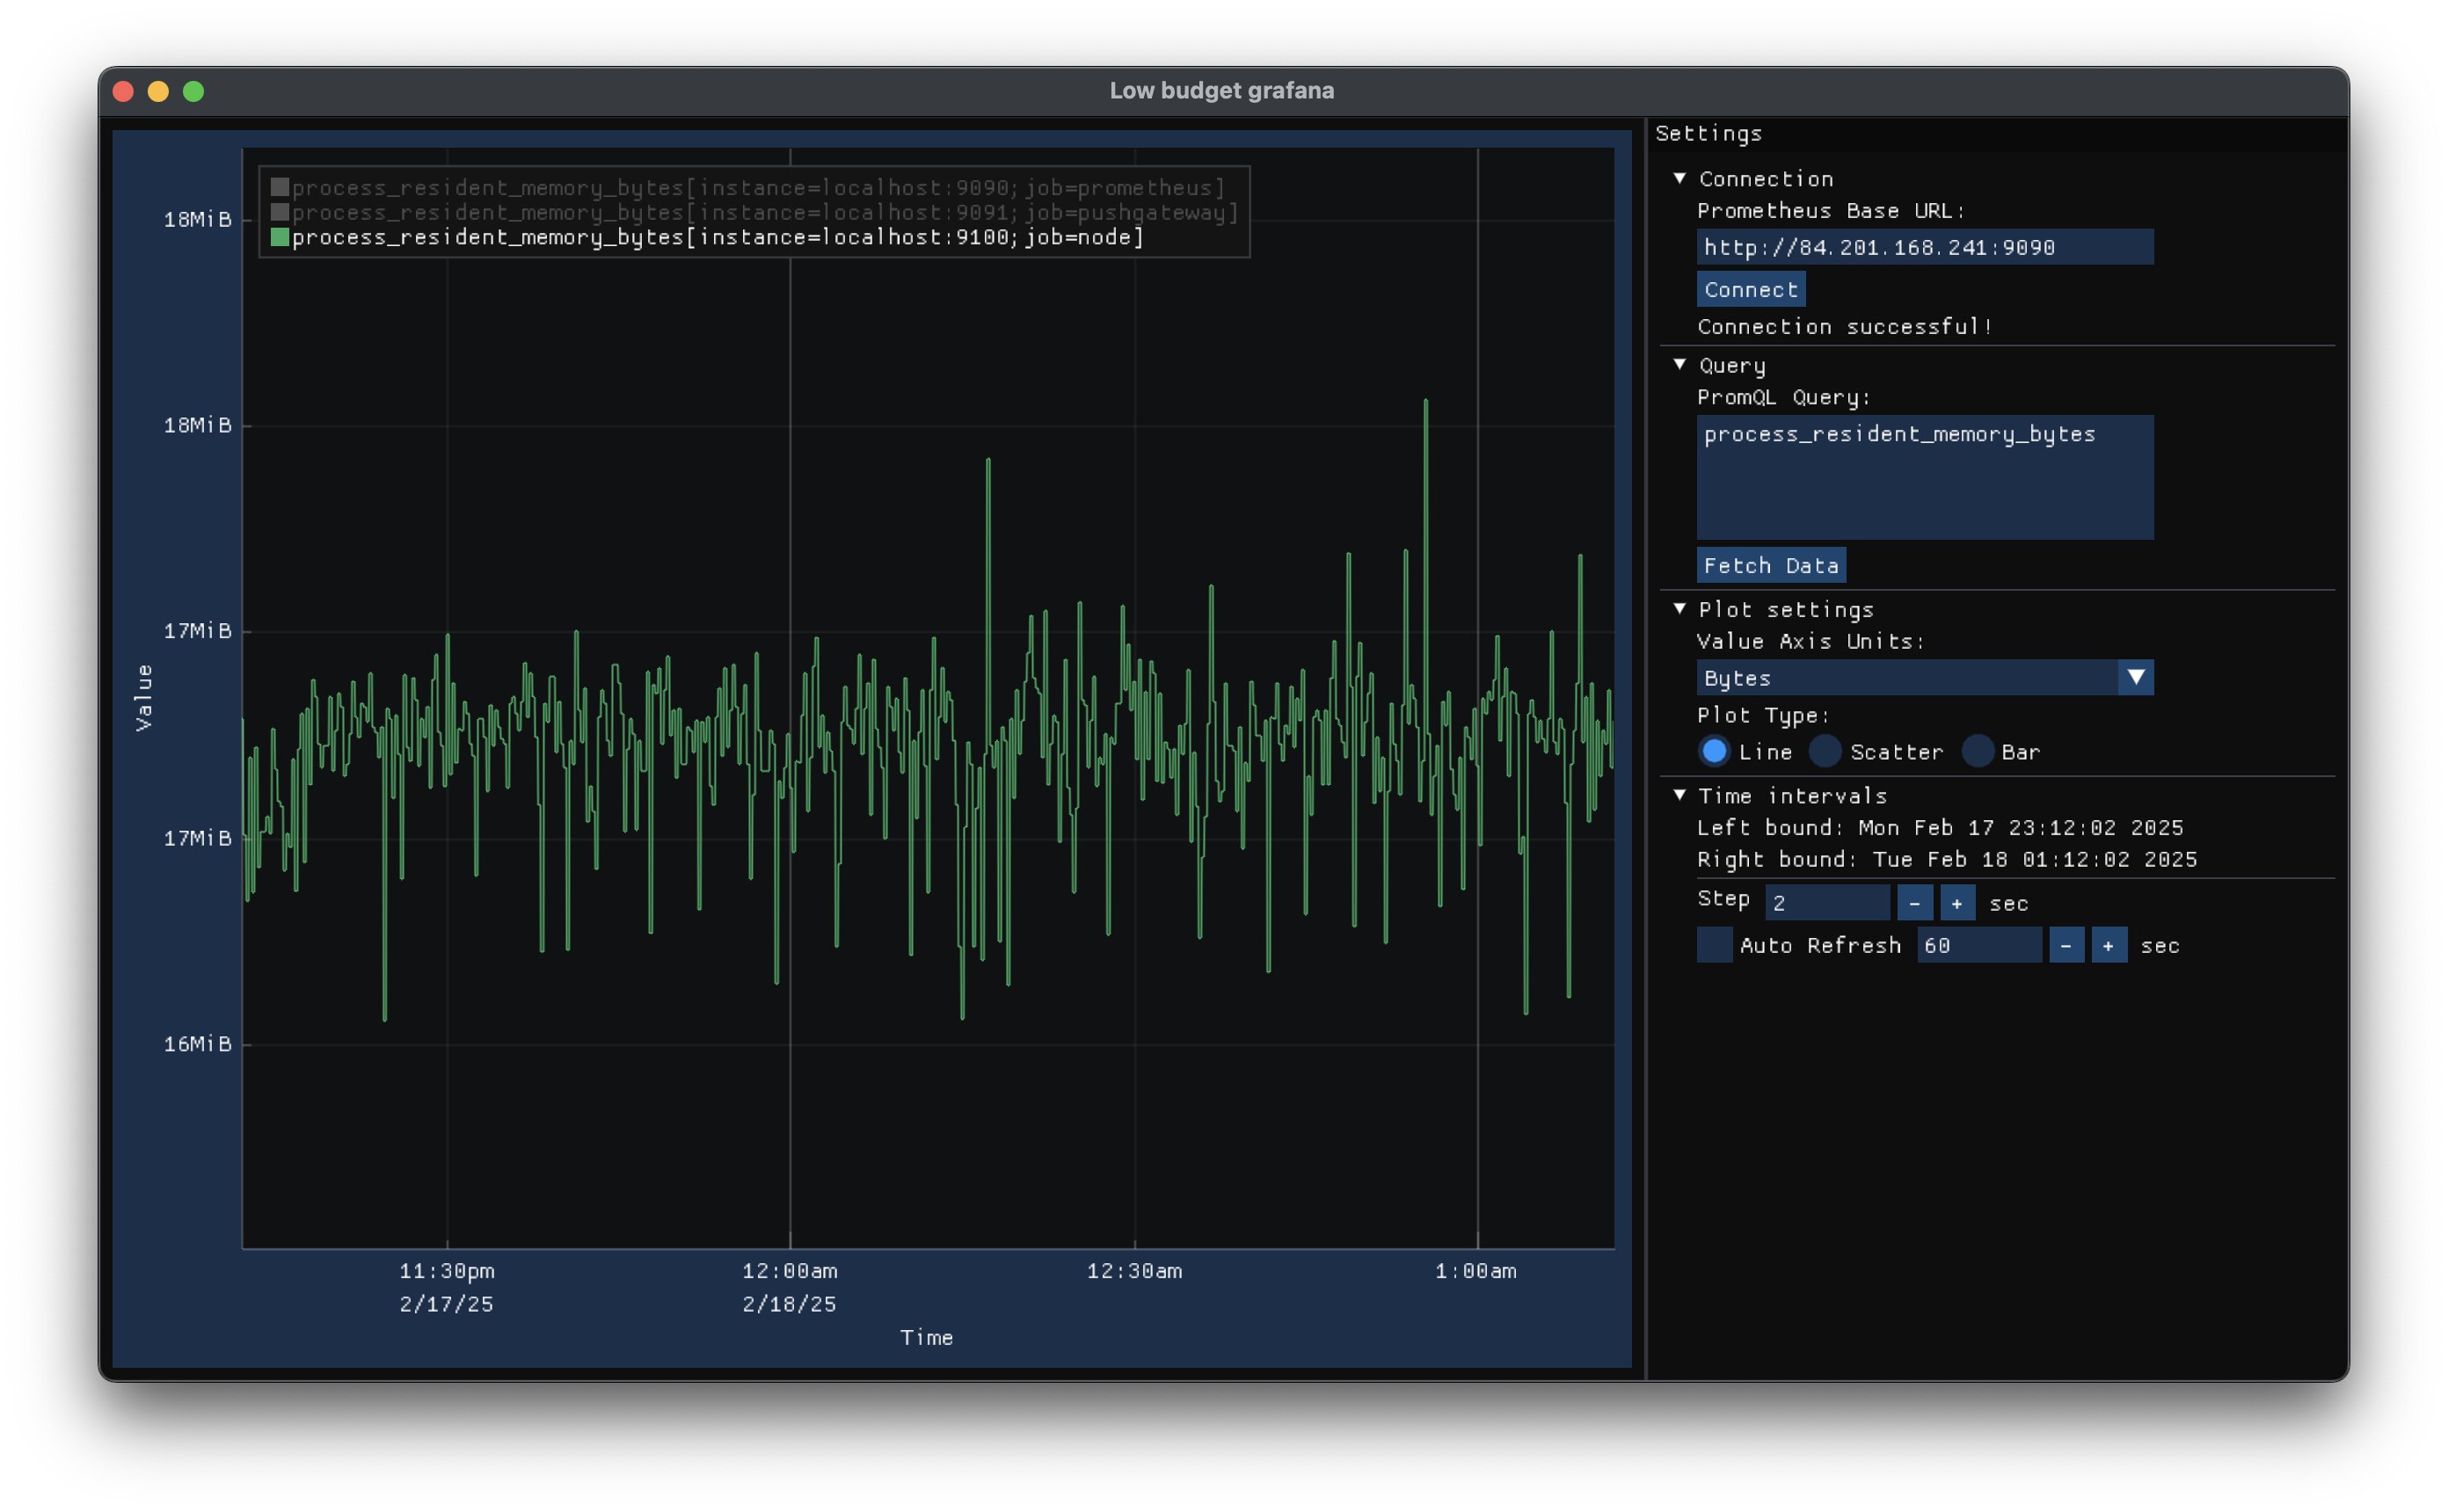 Low budget grafana
process_resident_memory_bytes[instance=localhost:9090;job=prometheus]
process_resident_memory_bytes[instance=localhost:9091;job=pushgateway]
process_resident_memory_bytes[instance=localhost:9100;job=node]
18MiB
18MiB
17MiB
17MiB
16MiB
Value
11:30pm
12:00am
12:30am
1:00am
2/17/25
2/18/25
Time
Settings
Connection
Prometheus Base URL:
http://84.201.168.241:9090
Connect
Connection successful!
Query
PromQL Query:
process_resident_memory_bytes
Fetch Data
Plot settings
Value Axis Units:
Bytes
Plot Type:
Line Scatter Bar
Time intervals
Left bound: Mon Feb 17 23:12:02 2025
Right bound: Tue Feb 18 01:12:02 2025
Step 2 - + sec
Auto Refresh 60 - + sec